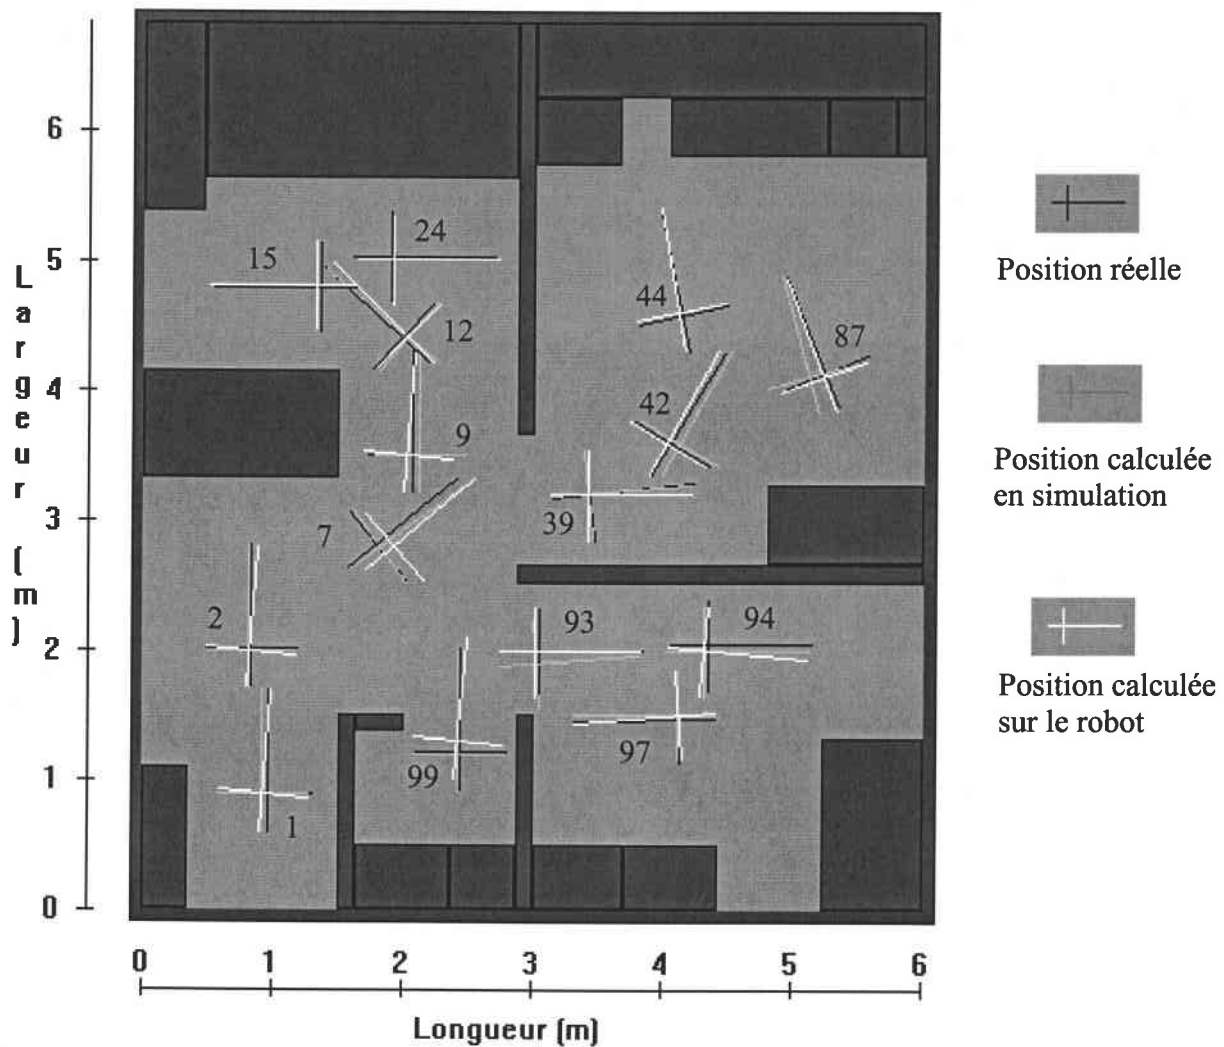 Largeur (m)
6
5
4
3
2
1
0
24
15
12
44
87
42
9
39
7
2
93
94
97
99
1
Position réelle
Position calculée
en simulation
Position calculée
sur le robot
0 1 2 3 4 5 6
Longueur (m)